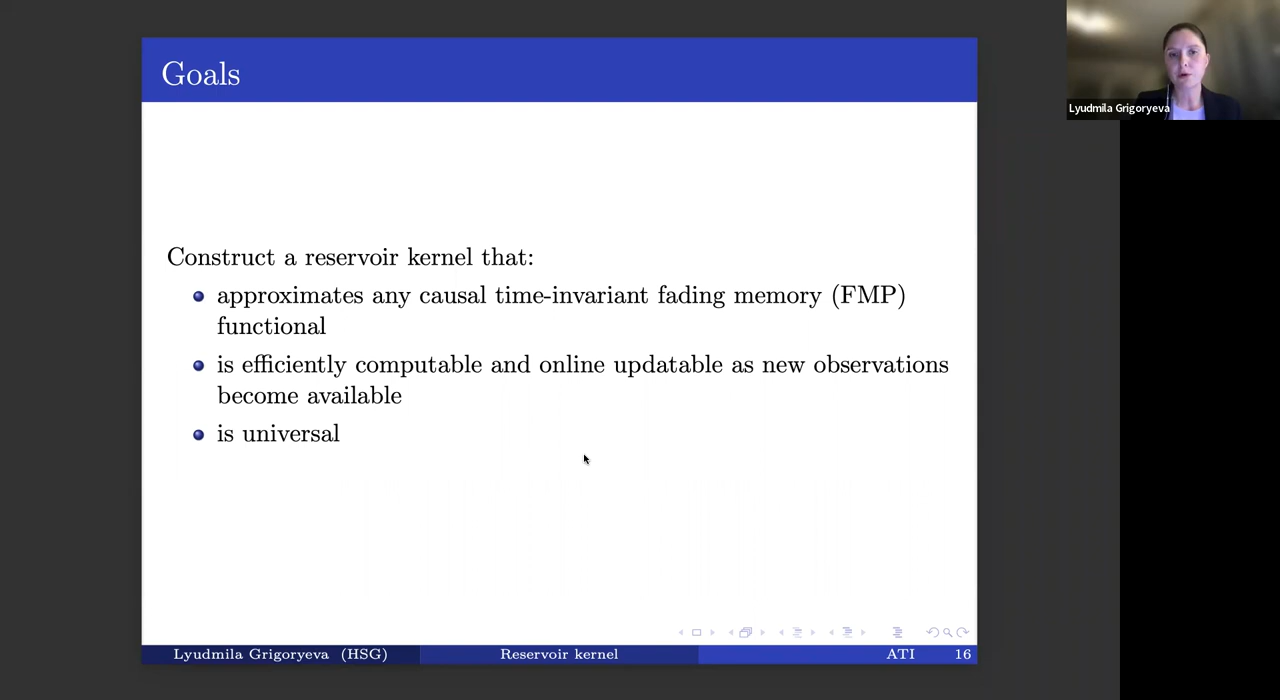 Goals
Lyudmila Grigoryeva
Construct a reservoir kernel that:
approximates any causal time-invariant fading memory (FMP)
functional
is efficiently computable and online updatable as new observations
become available
is universal
Lyudmila Grigoryeva (HSG) Reservoir kernel ATI 16